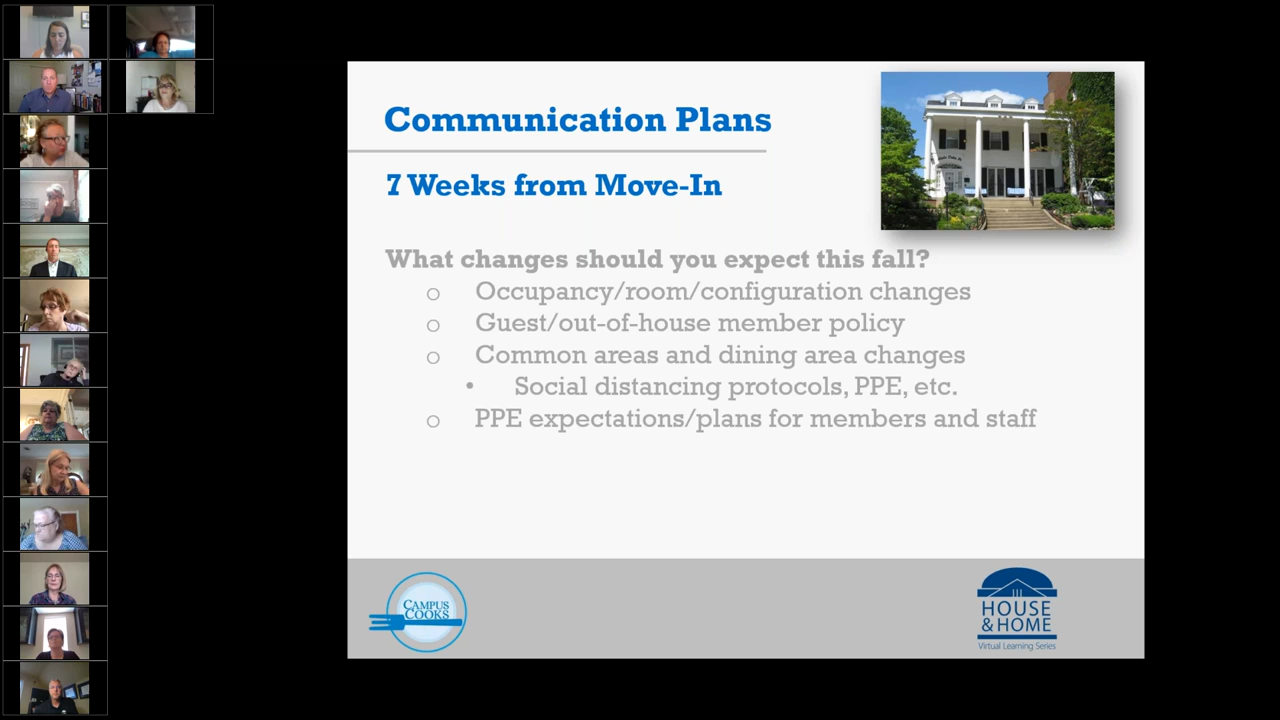 Communication Plans
7 Weeks from Move-In
What changes should you expect this fall?
o Occupancy/room/configuration changes
o Guest/out-of-house member policy
o Common areas and dining area changes
• Social distancing protocols, PPE, etc.
o PPE expectations/plans for members and staff
CAMPUS
COOKS
HOUSE
& HOME
Virtual Learning Series